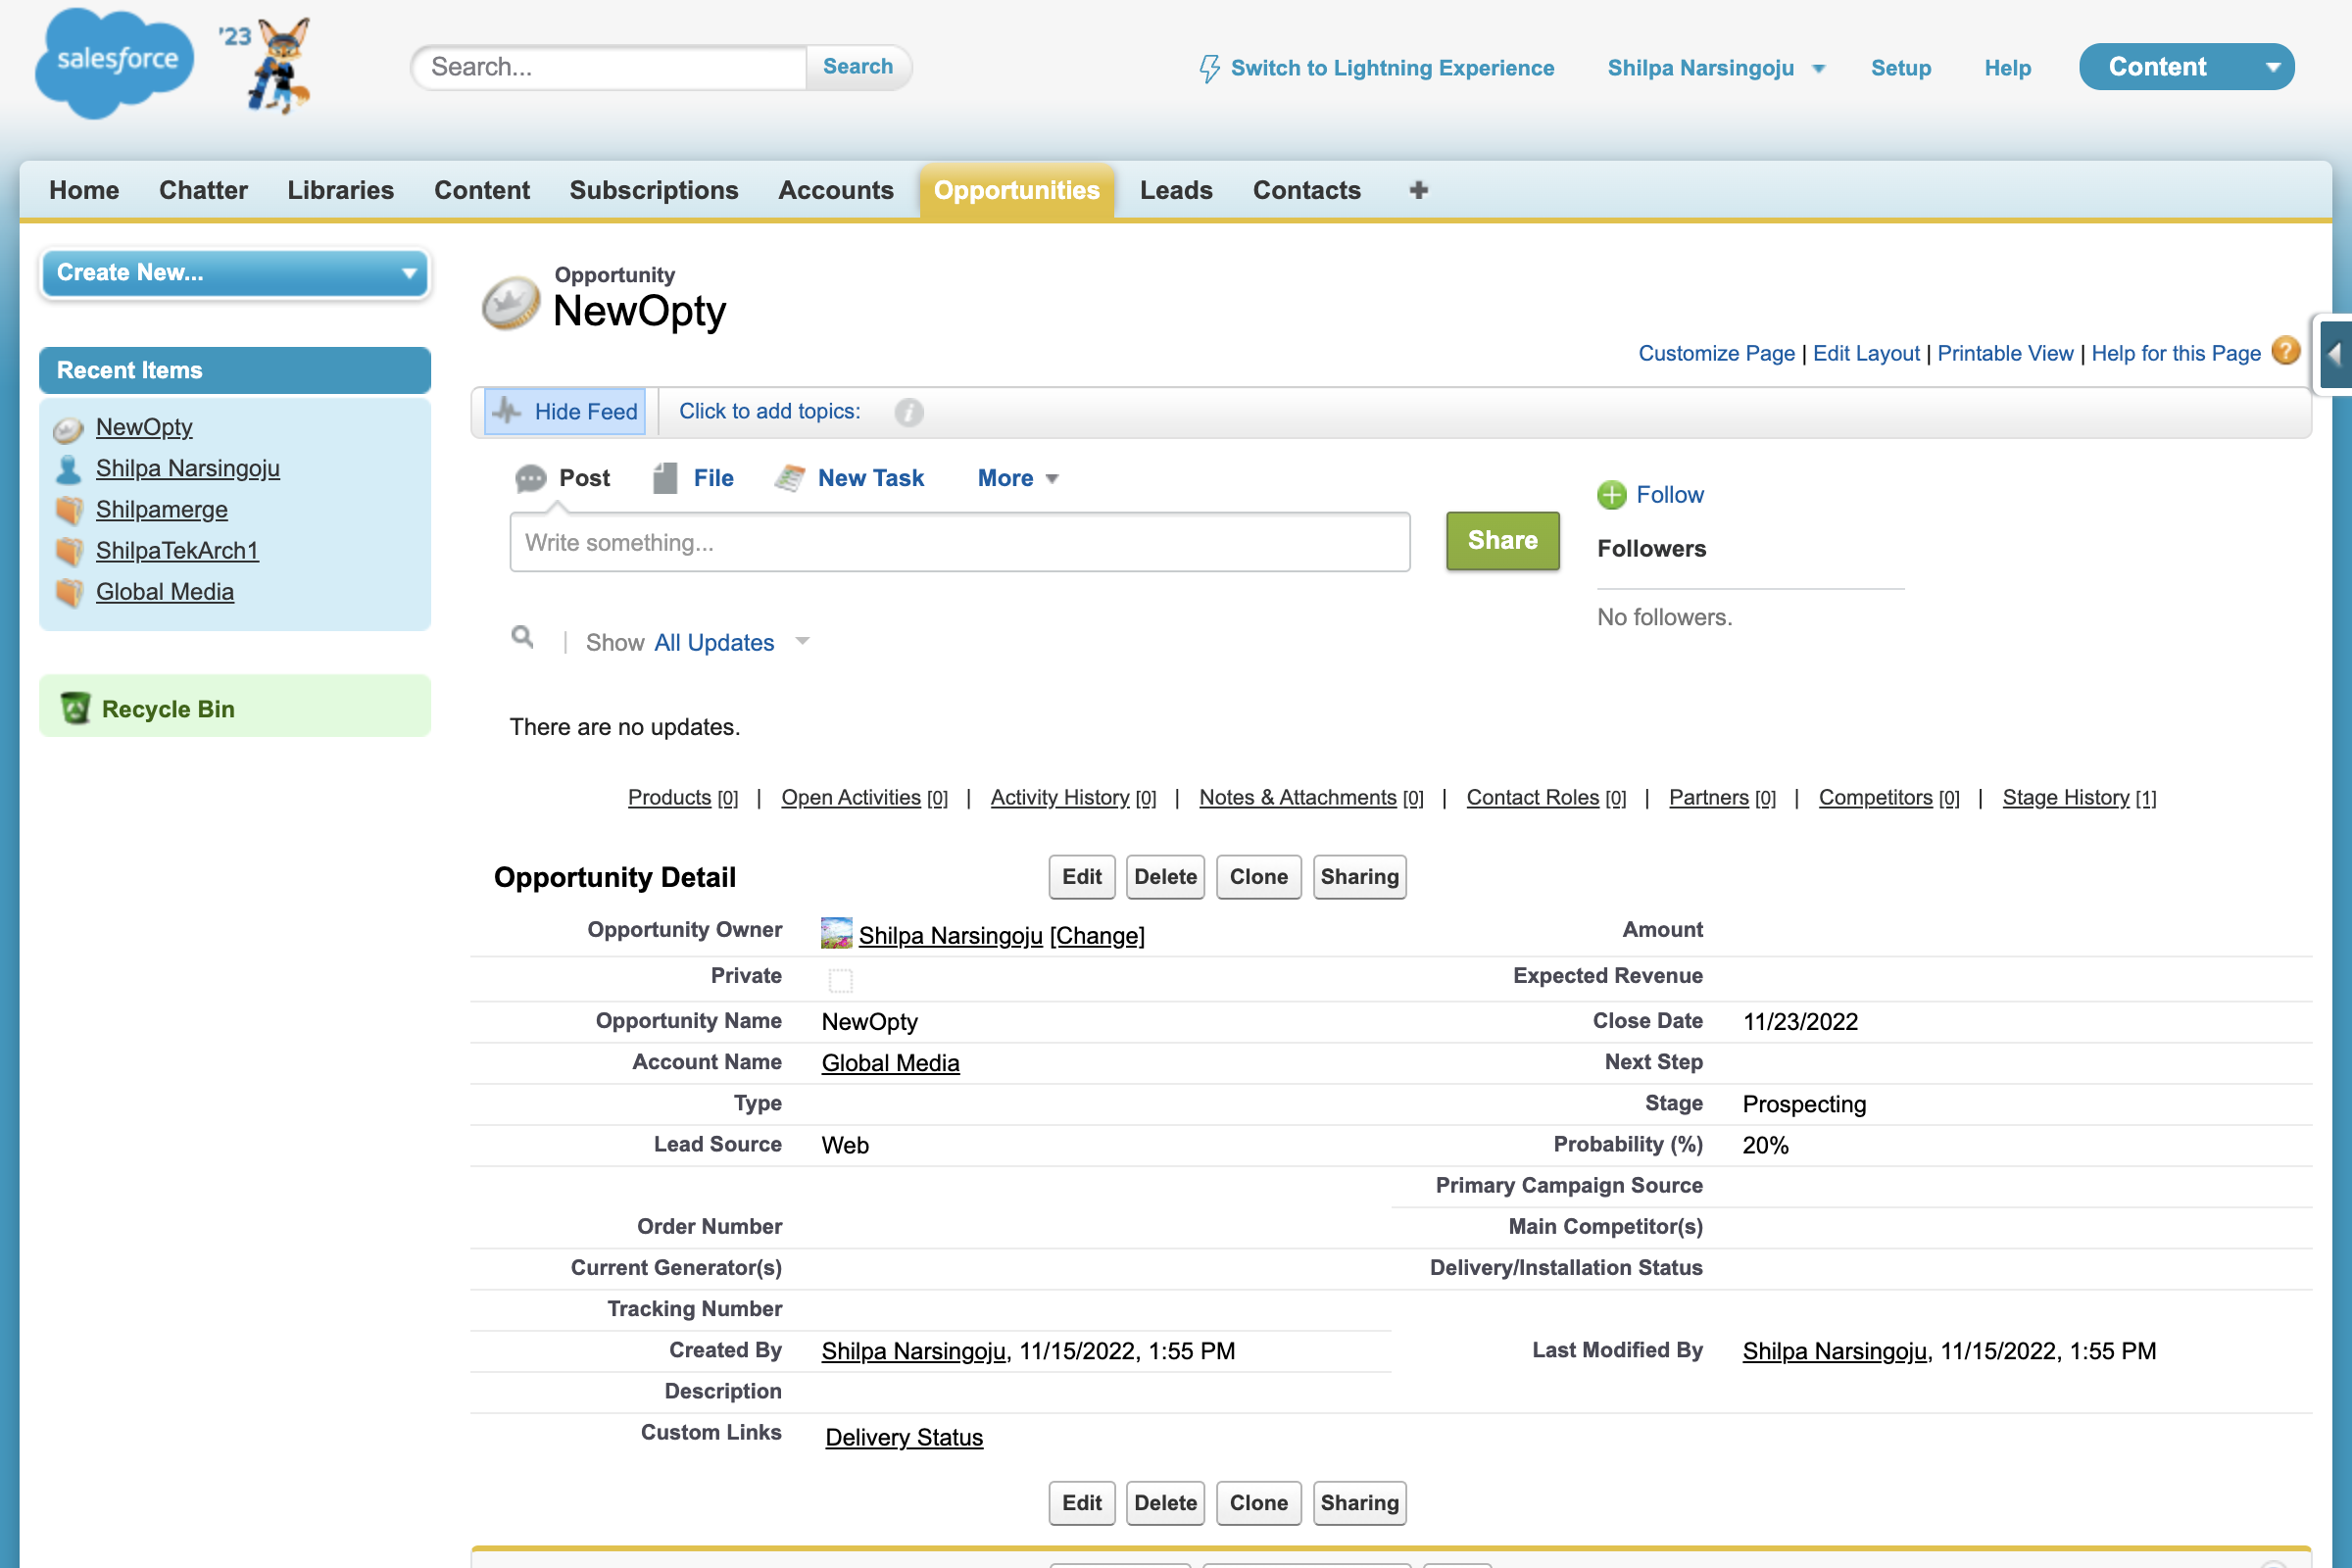 salesforce '23 Search... Search Switch to Lightning Experience Shilpa Narsingoju Setup Help Content
Home Chatter Libraries Content Subscriptions Accounts Opportunities Leads Contacts
Create New...
Recent Items
NewOpty
Shilpa Narsingoju
Shilpamerge
ShilpaTekArch1
Global Media
Recycle Bin
Opportunity
NewOpty
Customize Page | Edit Layout | Printable View | Help for this Page ?
Hide Feed Click to add topics: i
Post File New Task More
Write something... Share
Follow
Followers
No followers.
Show All Updates
There are no updates.
Products [0] | Open Activities [0] | Activity History [0] | Notes & Attachments [0] | Contact Roles [0] | Partners [0] | Competitors [0] | Stage History [1]
Opportunity Detail Edit Delete Clone Sharing
Opportunity Owner Shilpa Narsingoju [Change] Amount
Private Expected Revenue
Opportunity Name NewOpty Close Date 11/23/2022
Account Name Global Media Next Step
Type Stage Prospecting
Lead Source Web Probability (%) 20%
Primary Campaign Source
Order Number Main Competitor(s)
Current Generator(s) Delivery/Installation Status
Tracking Number
Created By Shilpa Narsingoju, 11/15/2022, 1:55 PM Last Modified By Shilpa Narsingoju, 11/15/2022, 1:55 PM
Description
Custom Links Delivery Status
Edit Delete Clone Sharing